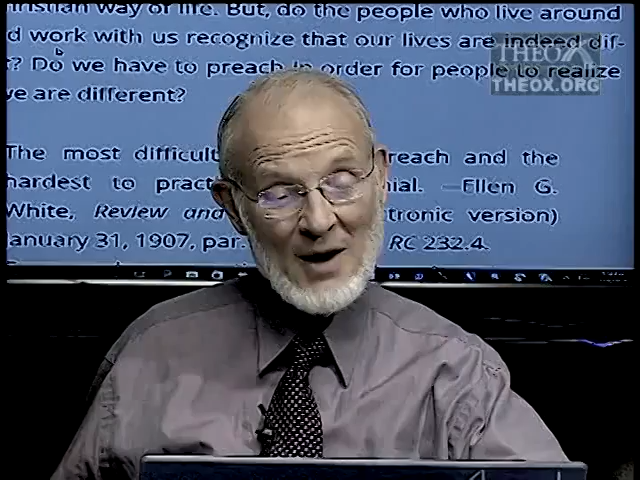 ristian way of life. But, do the people who live around
d work with us recognize that our lives are indeed dif-
t? Do we have to preach in order for people to realize
we are different?
The most difficult reach and the
hardest to pract nial. —Ellen G.
White, Review and tronic version)
January 31, 1907, par. RC 232.4.
THEOX
THEOX.ORG